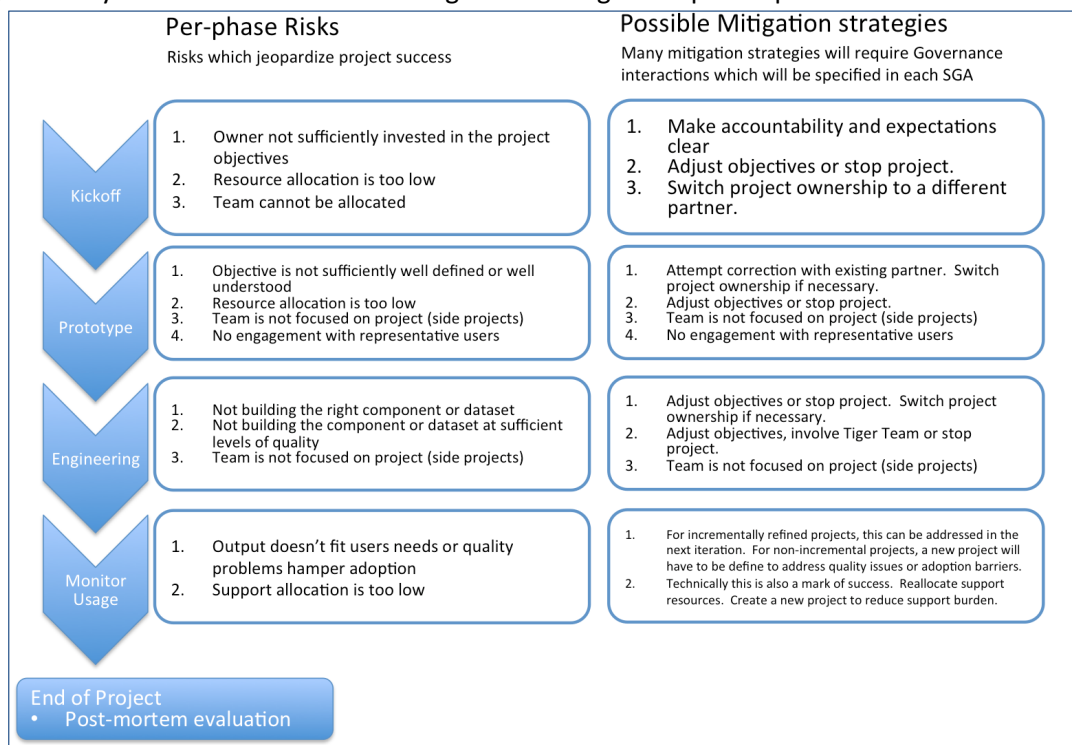 Per-phase Risks
Risks which jeopardize project success
Possible Mitigation strategies
Many mitigation strategies will require Governance
interactions which will be specified in each SGA
Kickoff
1. Owner not sufficiently invested in the project
objectives
2. Resource allocation is too low
3. Team cannot be allocated
1. Make accountability and expectations
clear
2. Adjust objectives or stop project.
3. Switch project ownership to a different
partner.
Prototype
1. Objective is not sufficiently well defined or well
understood
2. Resource allocation is too low
3. Team is not focused on project (side projects)
4. No engagement with representative users
1. Attempt correction with existing partner. Switch
project ownership if necessary.
2. Adjust objectives or stop project.
3. Team is not focused on project (side projects)
4. No engagement with representative users
Engineering
1. Not building the right component or dataset
2. Not building the component or dataset at sufficient
levels of quality
3. Team is not focused on project (side projects)
1. Adjust objectives or stop project. Switch project
ownership if necessary.
2. Adjust objectives, involve Tiger Team or stop
project.
3. Team is not focused on project (side projects)
Monitor
Usage
1. Output doesn’t fit users needs or quality
problems hamper adoption
2. Support allocation is too low
1. For incrementally refined projects, this can be addressed in the
next iteration. For non-incremental projects, a new project will
have to be define to address quality issues or adoption barriers.
2. Technically this is also a mark of success. Reallocate support
resources. Create a new project to reduce support burden.
End of Project
• Post-mortem evaluation